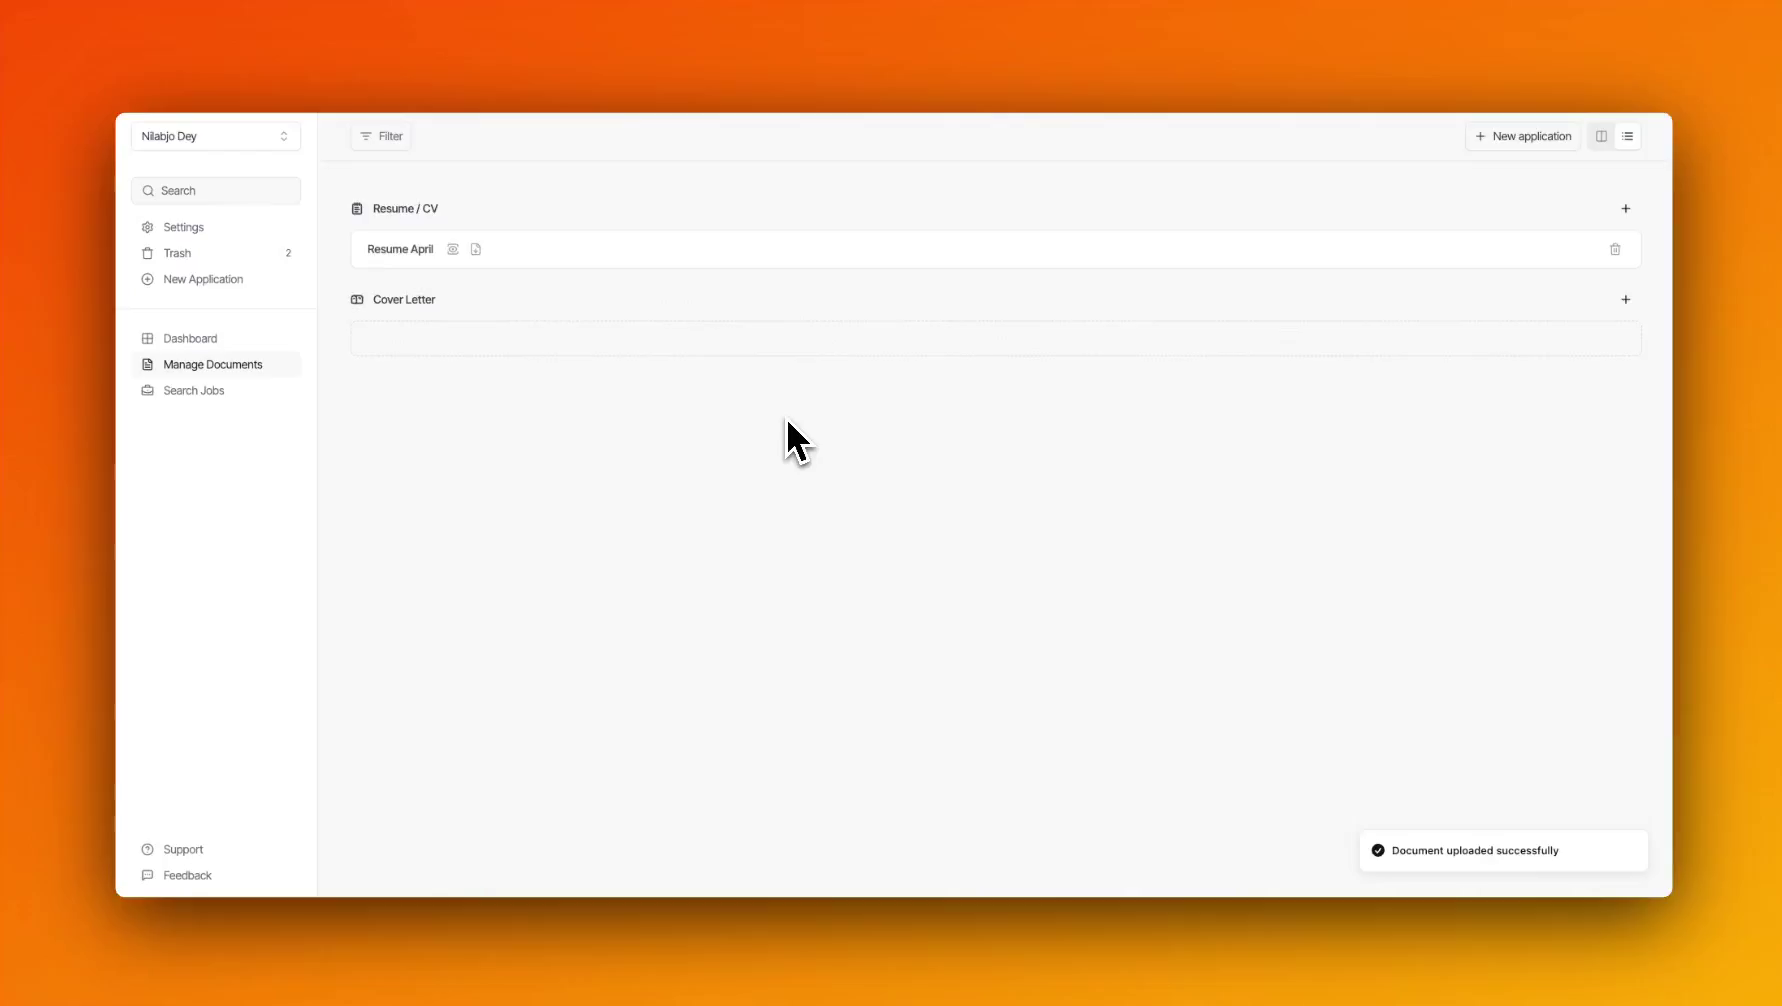 Nilabjo Dey
Search
Settings
Trash 2
New Application
Dashboard
Manage Documents
Search Jobs
Support
Feedback
Filter
New application
Resume / CV
Resume April
Cover Letter
Document uploaded successfully